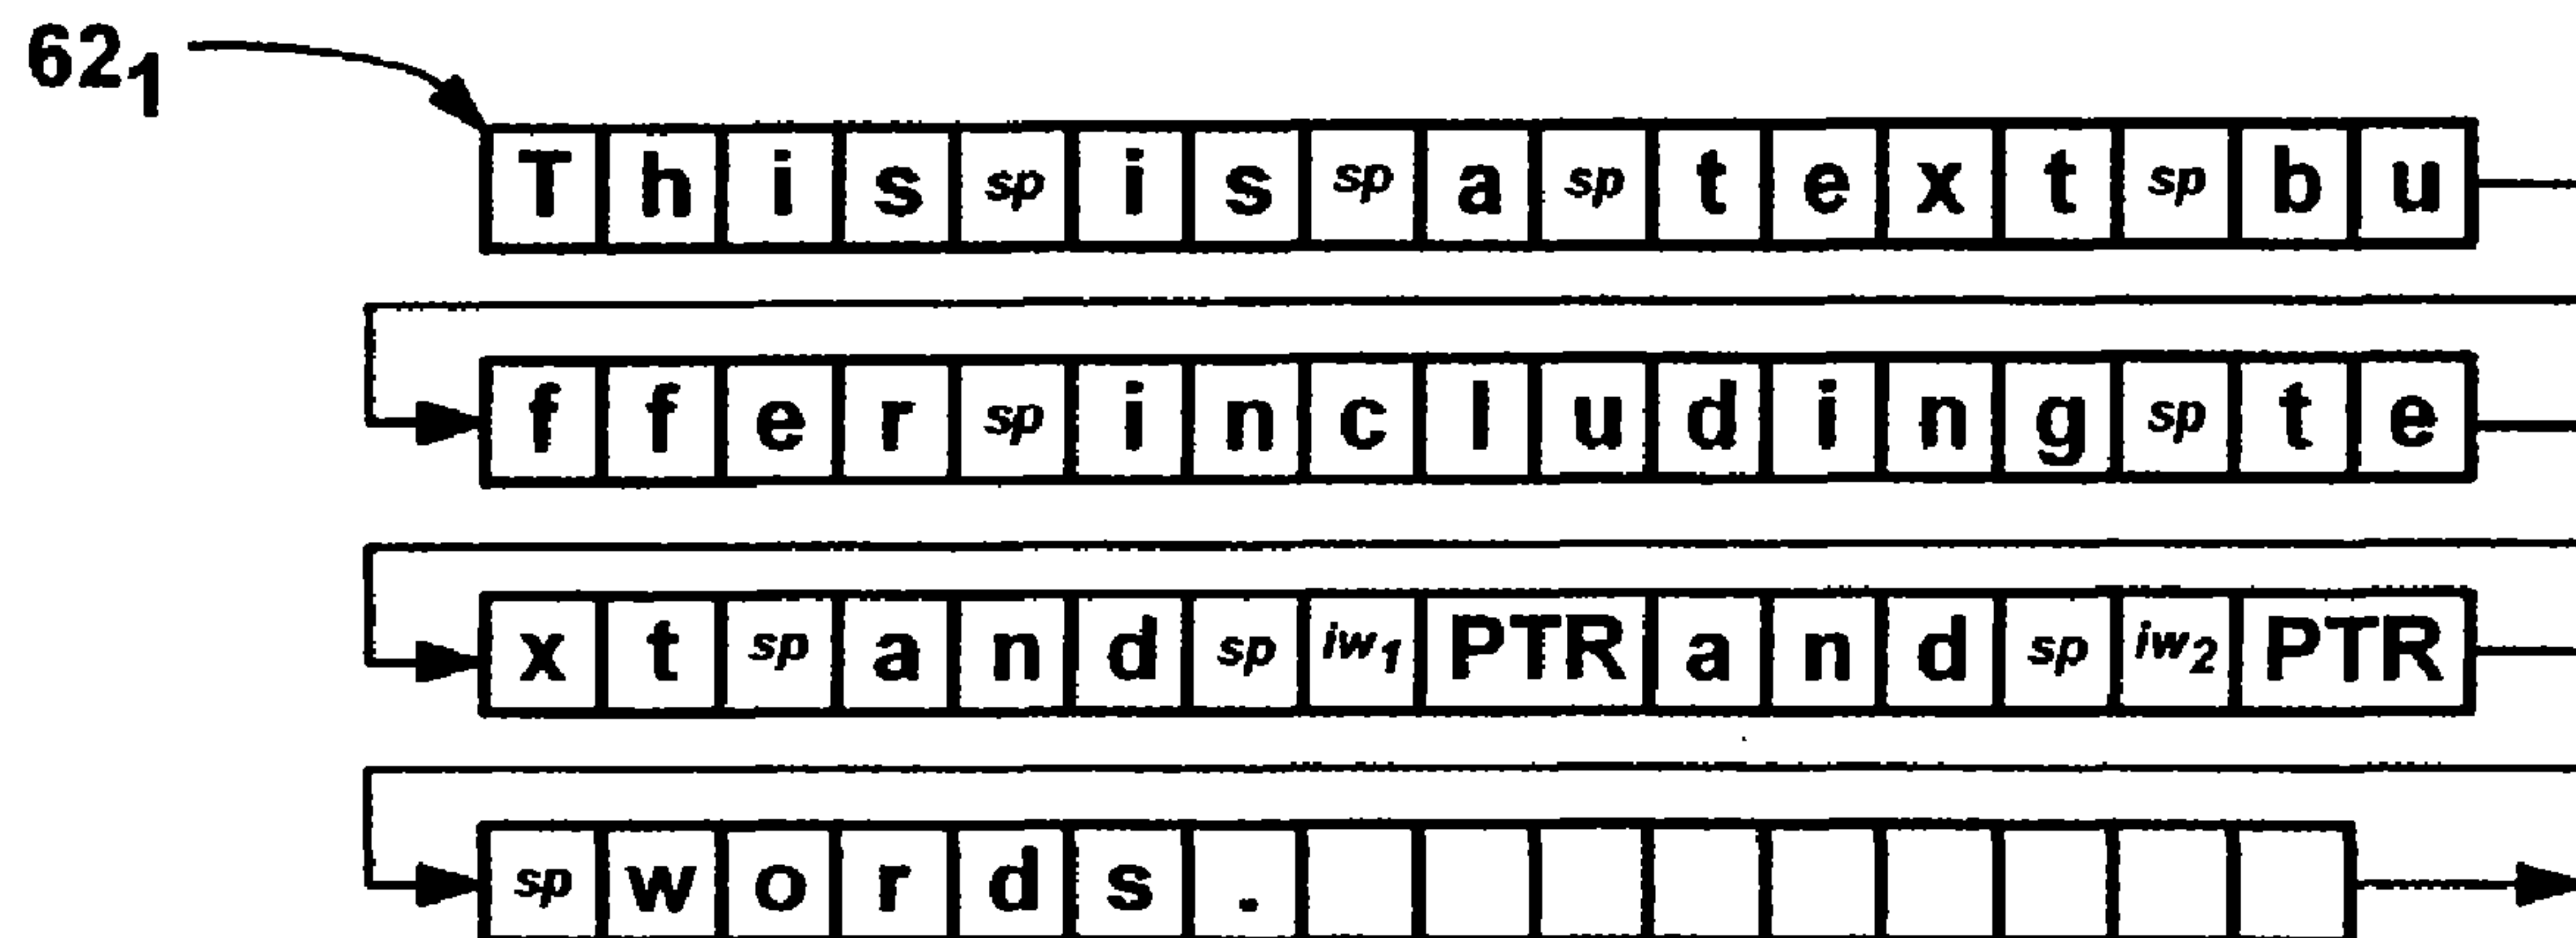 62₁
T h i s sp i s sp a sp t e x t sp b u
f f e r sp i n c l u d i n g sp t e
x t sp a n d sp iw₁ PTR a n d sp iw₂ PTR
sp w o r d s .